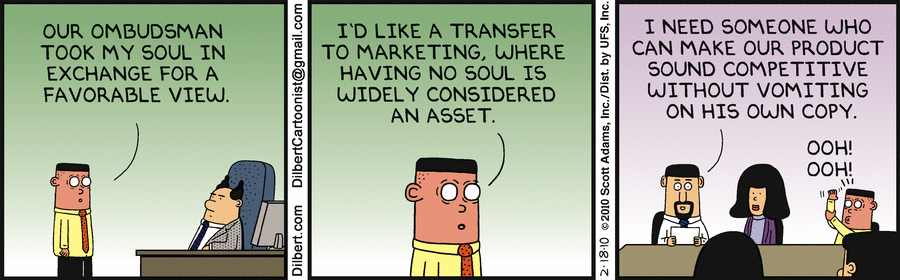 OUR OMBUDSMAN
TOOK MY SOUL IN
EXCHANGE FOR A
FAVORABLE VIEW.
Dilbert.com DilbertCartoonist@gmail.com
I'D LIKE A TRANSFER
TO MARKETING, WHERE
HAVING NO SOUL IS
WIDELY CONSIDERED
AN ASSET.
2-18-10 ©2010 Scott Adams, Inc./Dist. by UFS, Inc.
I NEED SOMEONE WHO
CAN MAKE OUR PRODUCT
SOUND COMPETITIVE
WITHOUT VOMITING
ON HIS OWN COPY.
OOH!
OOH!